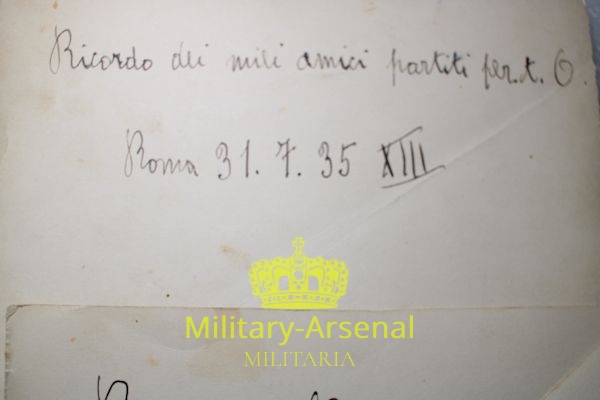 Ricordo dei miei amici partiti per. t. O.
Roma 31. 7. 35 XIII
Military-Arsenal
MILITARIA